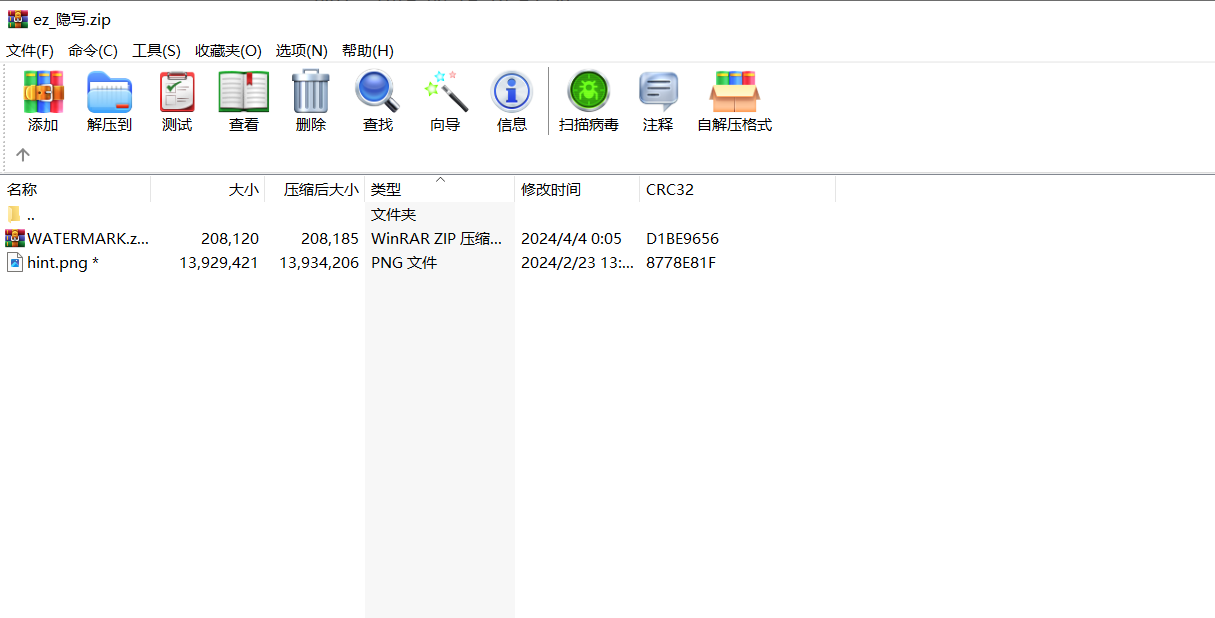 ez_隐写.zip
文件(F) 命令(C) 工具(S) 收藏夹(O) 选项(N) 帮助(H)
添加 解压到 测试 查看 删除 查找 向导 信息 扫描病毒 注释 自解压格式
名称 大小 压缩后大小 类型 修改时间 CRC32
.. 文件夹
WATERMARK.z... 208,120 208,185 WinRAR ZIP 压缩... 2024/4/4 0:05 D1BE9656
hint.png * 13,929,421 13,934,206 PNG 文件 2024/2/23 13:... 8778E81F